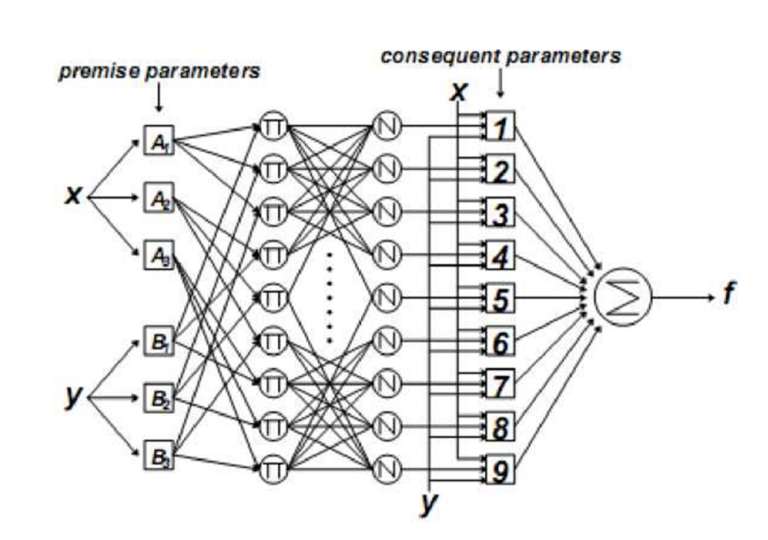 consequent parameters
premise parameters
x
A1
A2
A3
x
B1
B2
B3
y
Π
Π
Π
Π
Π
Π
Π
Π
Π
N
N
N
N
N
N
N
N
N
1
2
3
4
5
6
7
8
9
y
Σ
f